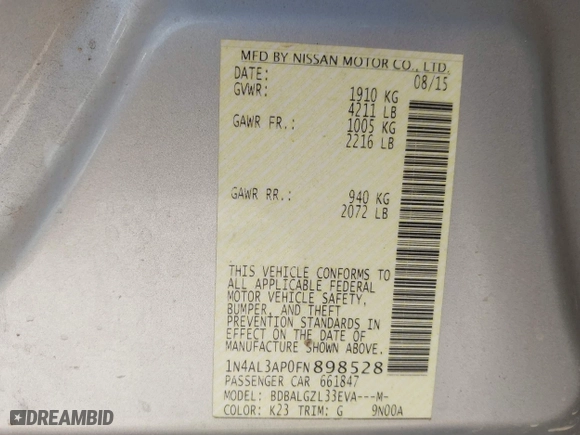 MFD BY NISSAN MOTOR CO., LTD.
DATE: 08/15
GVWR: 1910 KG
4211 LB
GAWR FR.: 1005 KG
2216 LB
GAWR RR.: 940 KG
2072 LB
THIS VEHICLE CONFORMS TO
ALL APPLICABLE FEDERAL
MOTOR VEHICLE SAFETY,
BUMPER, AND THEFT
PREVENTION STANDARDS IN
EFFECT ON THE DATE OF
MANUFACTURE SHOWN ABOVE.
1N4AL3AP0FN898528
PASSENGER CAR 661847
MODEL: BDBALGZL33EVA---M-
COLOR: K23 TRIM: G 9N00A
DREAMBID